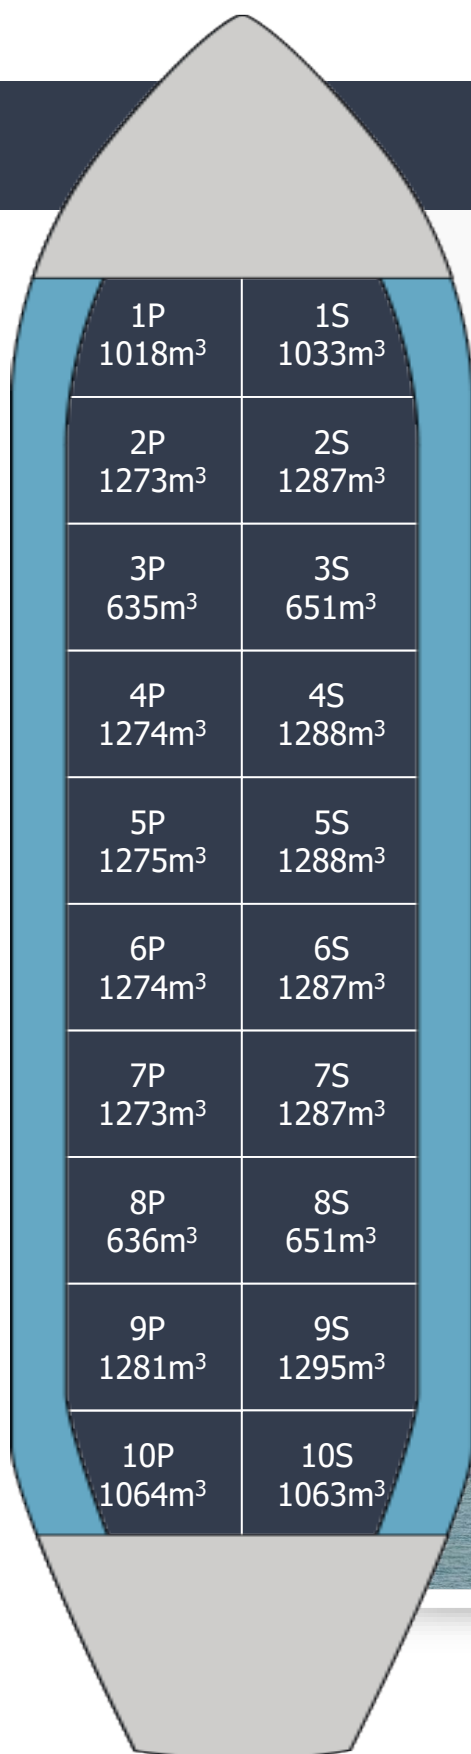 1P 1S
1018m³ 1033m³
2P 2S
1273m³ 1287m³
3P 3S
635m³ 651m³
4P 4S
1274m³ 1288m³
5P 5S
1275m³ 1288m³
6P 6S
1274m³ 1287m³
7P 7S
1273m³ 1287m³
8P 8S
636m³ 651m³
9P 9S
1281m³ 1295m³
10P 10S
1064m³ 1063m³